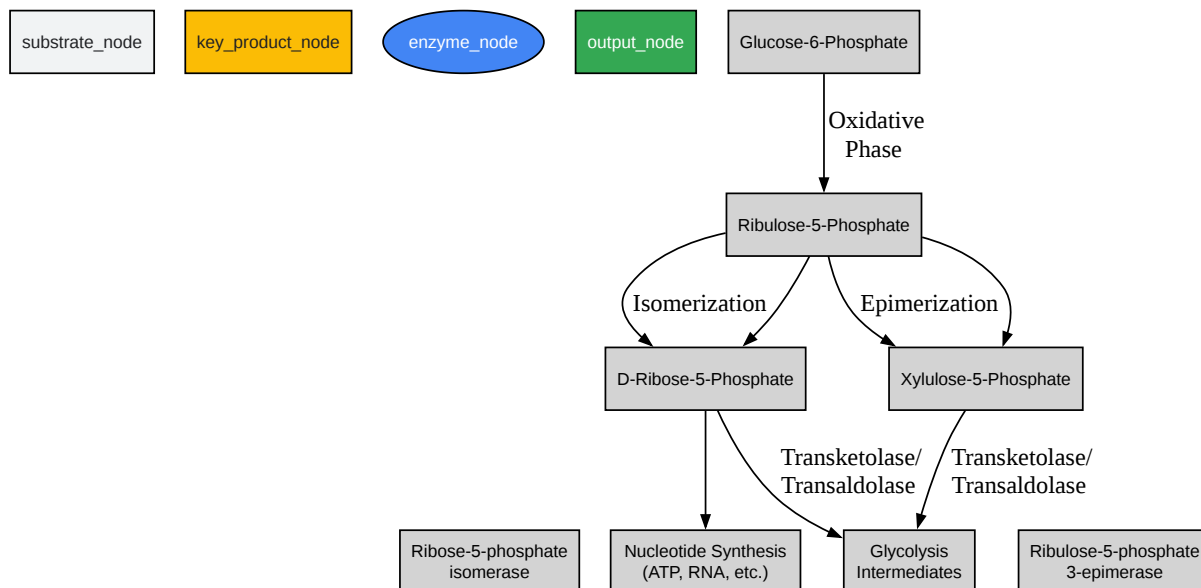 substrate_node
key_product_node
enzyme_node
output_node
Glucose-6-Phosphate
Oxidative
Phase
Ribulose-5-Phosphate
Isomerization
Epimerization
D-Ribose-5-Phosphate
Xylulose-5-Phosphate
Transketolase/
Transaldolase
Transketolase/
Transaldolase
Ribose-5-phosphate
isomerase
Nucleotide Synthesis
(ATP, RNA, etc.)
Glycolysis
Intermediates
Ribulose-5-phosphate
3-epimerase